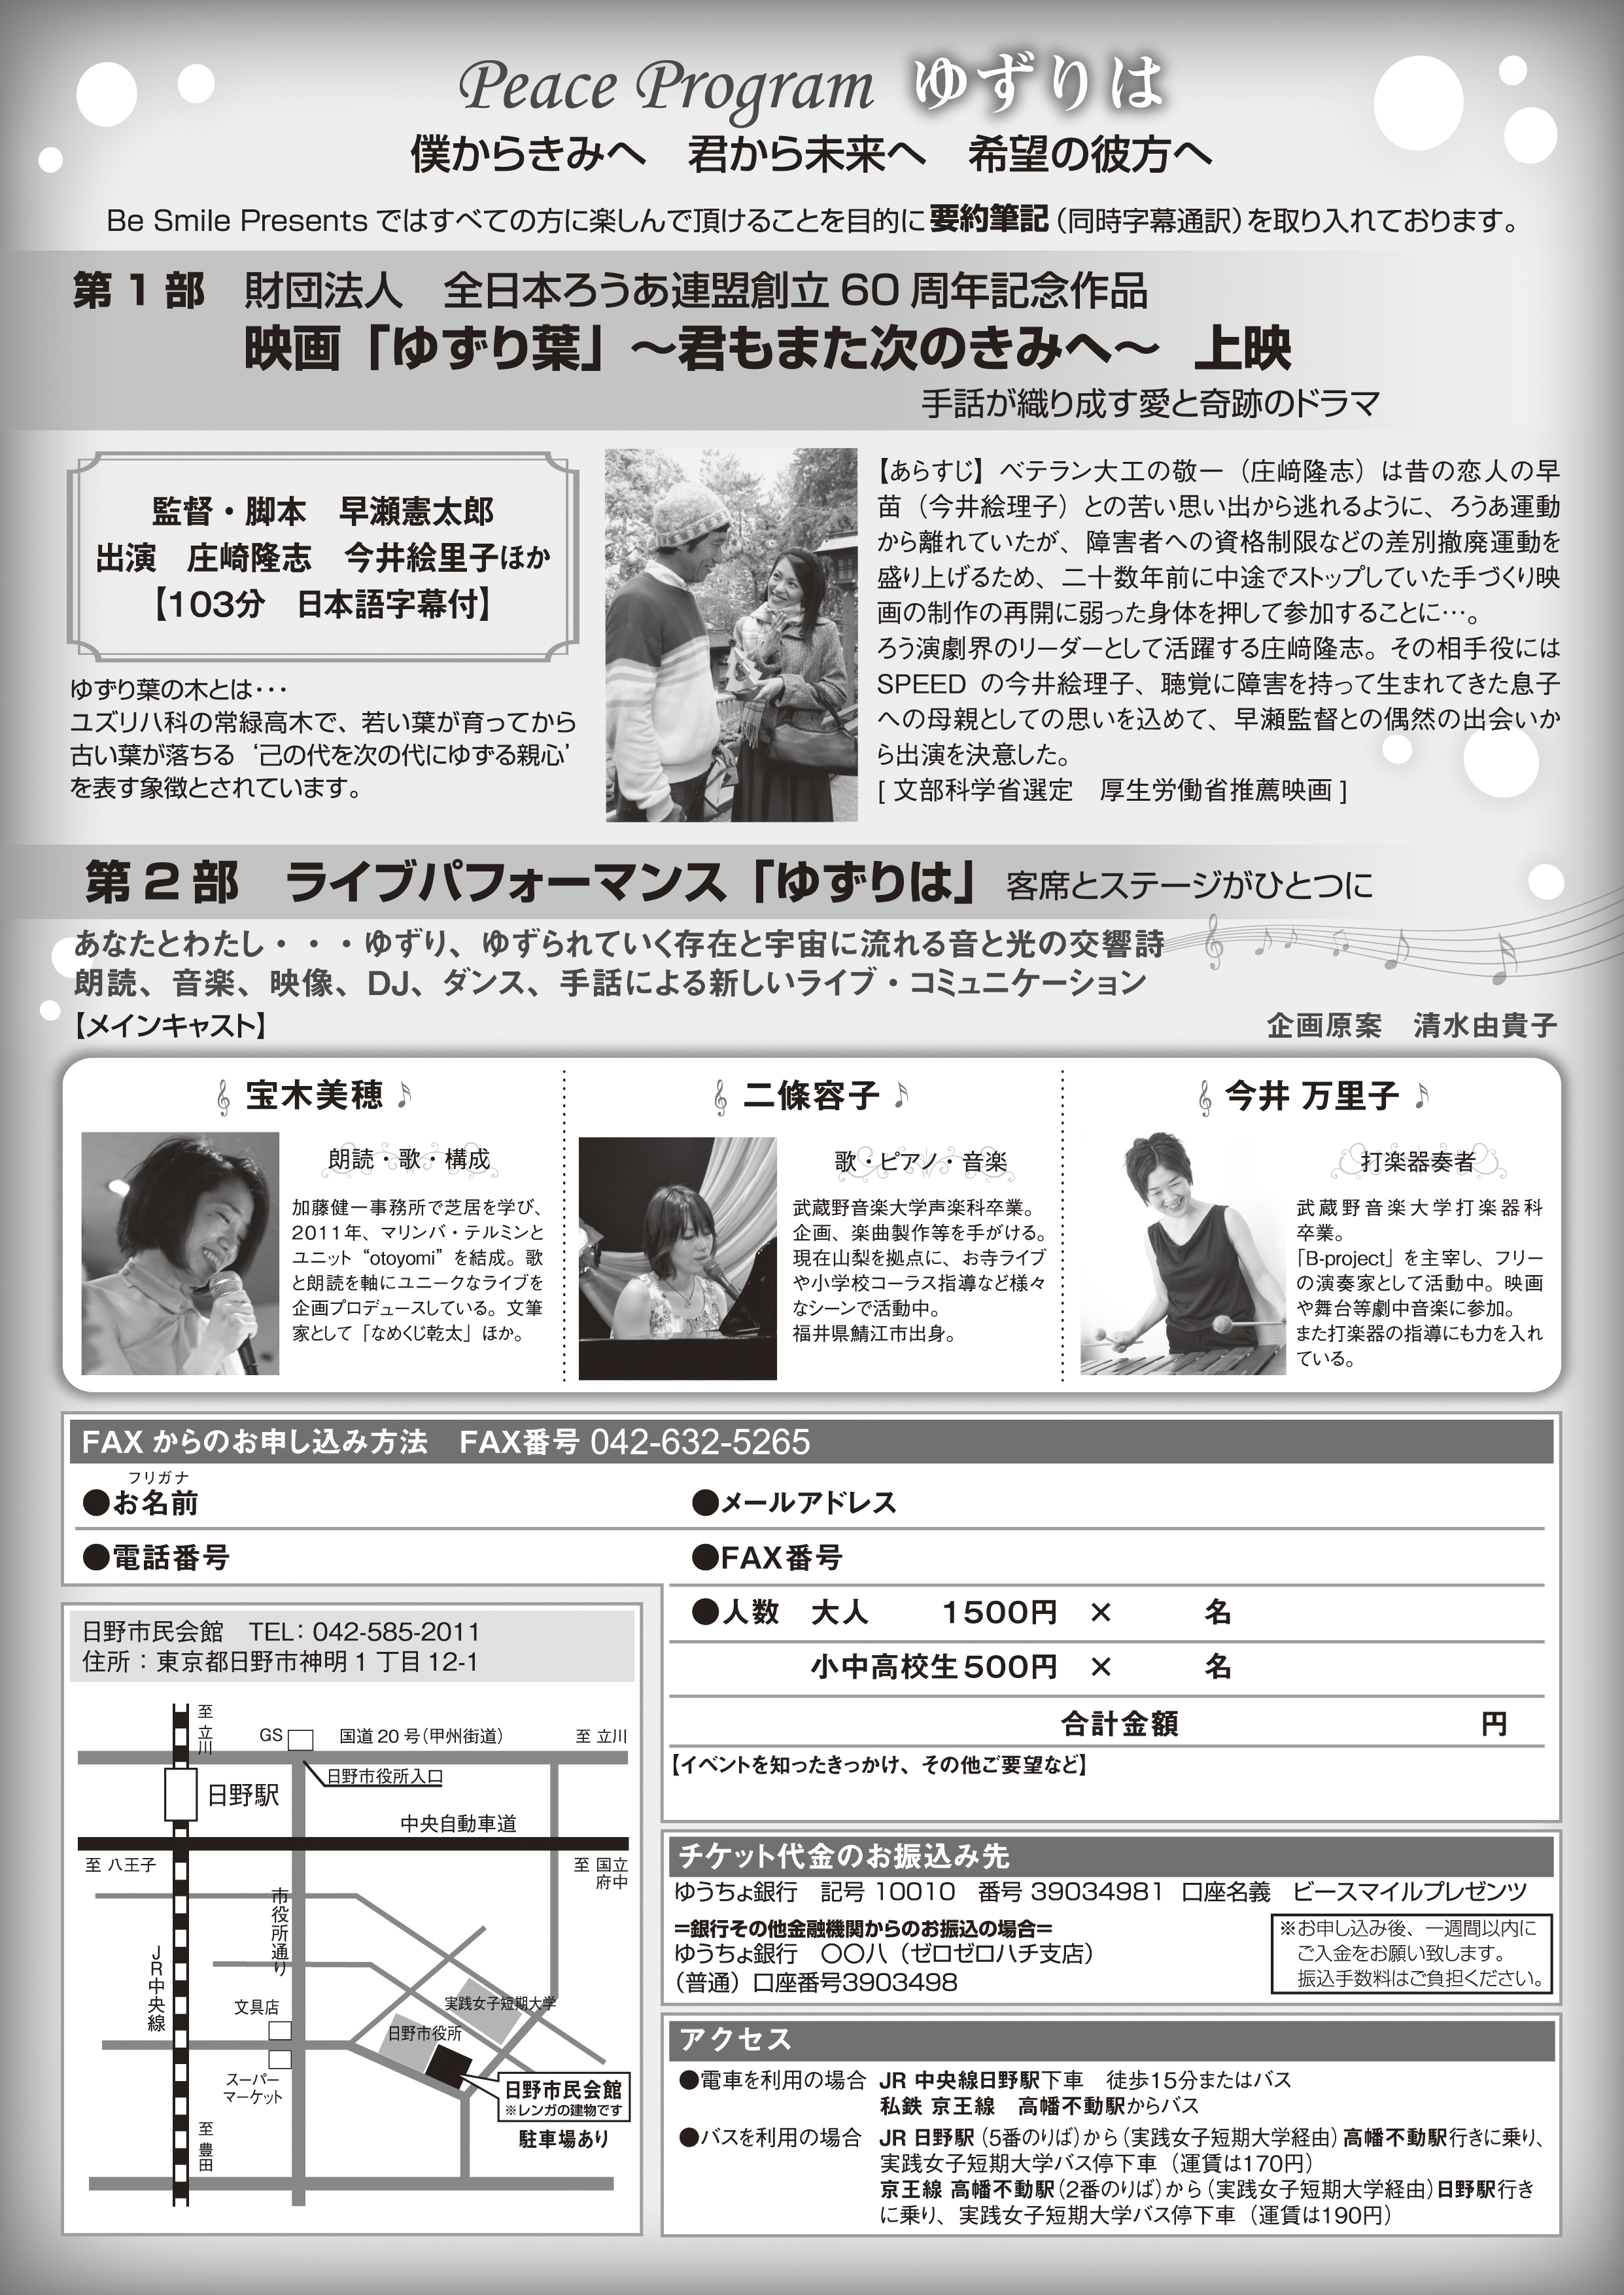 Peace Program ゆずりは
僕からきみへ　君から未来へ　希望の彼方へ
Be Smile Presents ではすべての方に楽しんで頂けることを目的に 要約筆記（同時字幕通訳）を取り入れております。
第1部　財団法人　全日本ろうあ連盟創立 60 周年記念作品
映画「ゆずり葉」～君もまた次のきみへ～ 上映
手話が織り成す愛と奇跡のドラマ
監督・脚本　早瀬憲太郎
出演　庄崎隆志　今井絵里子ほか
【103分　日本語字幕付】
ゆずり葉の木とは･･･
ユズリハ科の常緑高木で、若い葉が育ってから
古い葉が落ちる ‘己の代を次の代にゆずる親心’
を表す象徴とされています。
【あらすじ】ベテラン大工の敬一（庄﨑隆志）は昔の恋人の早
苗（今井絵理子）との苦い思い出から逃れるように、ろうあ運動
から離れていたが、障害者への資格制限などの差別撤廃運動を
盛り上げるため、二十数年前に中途でストップしていた手づくり映
画の制作の再開に弱った身体を押して参加することに…。
ろう演劇界のリーダーとして活躍する庄﨑隆志。その相手役には
SPEED の今井絵理子、聴覚に障害を持って生まれてきた息子
への母親としての思いを込めて、早瀬監督との偶然の出会いか
ら出演を決意した。
[ 文部科学省選定　厚生労働省推薦映画 ]
第2部　ライブパフォーマンス「ゆずりは」 客席とステージがひとつに
あなたとわたし・・・ゆずり、ゆずられていく存在と宇宙に流れる音と光の交響詩
朗読、音楽、映像、DJ、ダンス、手話による新しいライブ・コミュニケーション
【メインキャスト】
企画原案　清水由貴子
宝木美穂
朗読・歌・構成
加藤健一事務所で芝居を学び、
2011年、マリンバ・テルミンと
ユニット“otoyomi”を結成。歌
と朗読を軸にユニークなライブを
企画プロデュースしている。文筆
家として「なめくじ乾太」ほか。
二條容子
歌・ピアノ・音楽
武蔵野音楽大学声楽科卒業。
企画、楽曲製作等を手がける。
現在山梨を拠点に、お寺ライブ
や小学校コーラス指導など様々
なシーンで活動中。
福井県鯖江市出身。
今井 万里子
打楽器奏者
武蔵野音楽大学打楽器科
卒業。
「B-project」を主宰し、フリー
の演奏家として活動中。映画
や舞台等劇中音楽に参加。
また打楽器の指導にも力を入れ
ている。
FAX からのお申し込み方法　FAX番号 042-632-5265
フリガナ
●お名前
●メールアドレス
●電話番号
●FAX番号
●人数　大人　1500円　×　名
小中高校生 500円　×　名
合計金額　円
【イベントを知ったきっかけ、その他ご要望など】
日野市民会館　TEL：042-585-2011
住所：東京都日野市神明 1 丁目 12-1
至 立川
GS
国道 20 号（甲州街道）
至 立川
日野市役所入口
日野駅
中央自動車道
至 八王子
至 国立
府中
市役所通り
JR中央線
文具店
実践女子短期大学
日野市役所
スーパー
マーケット
日野市民会館
※レンガの建物です
駐車場あり
至 豊田
チケット代金のお振込み先
ゆうちょ銀行　記号 10010　番号 39034981　口座名義　ビースマイルプレゼンツ
=銀行その他金融機関からのお振込の場合=
ゆうちょ銀行　〇〇八（ゼロゼロハチ支店）
（普通）口座番号3903498
※お申し込み後、一週間以内に
ご入金をお願い致します。
振込手数料はご負担ください。
アクセス
●電車を利用の場合　JR 中央線日野駅下車　徒歩15分またはバス
私鉄 京王線　高幡不動駅からバス
●バスを利用の場合　JR 日野駅（5番のりば）から（実践女子短期大学経由）高幡不動駅行きに乗り、
実践女子短期大学バス停下車（運賃は170円）
京王線 高幡不動駅（2番のりば）から（実践女子短期大学経由）日野駅行き
に乗り、実践女子短期大学バス停下車（運賃は190円）